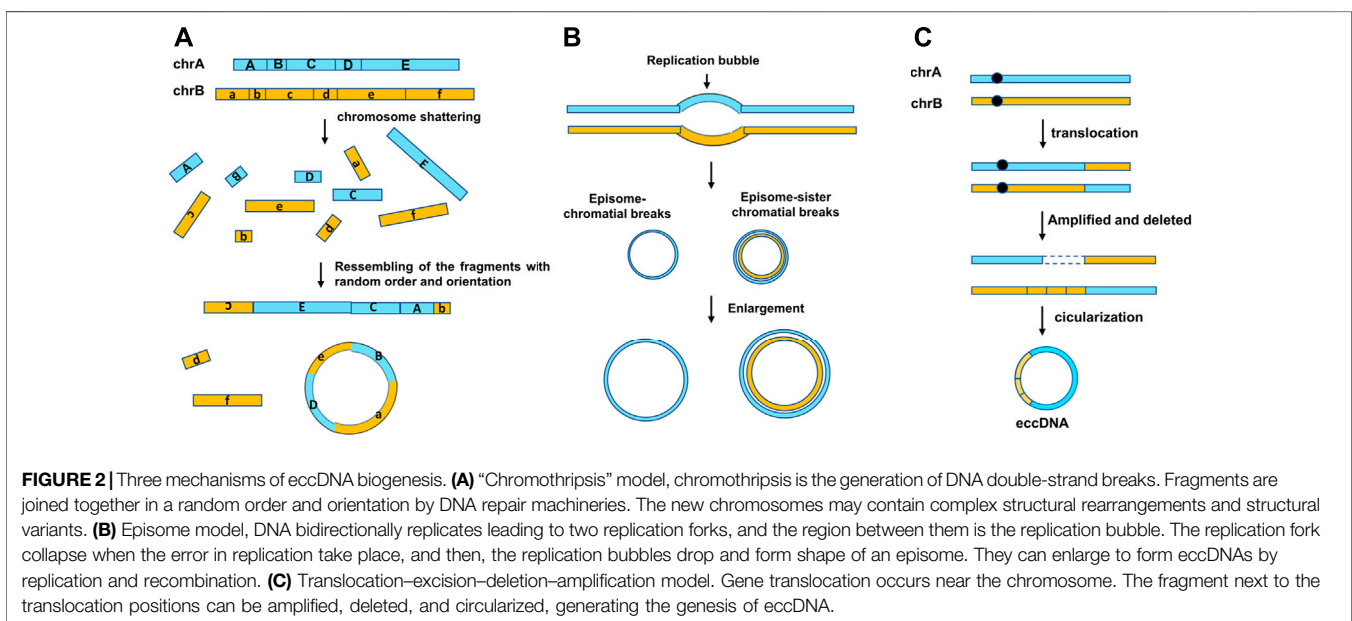 A
chrA
A B C D E
chrB
a b c d e f
chromosome shattering
A
B
D
a
E
C
c
e
f
d
b
Ressembling of the fragments with
random order and orientation
c E C A b
d
f
e
B
D
a
B
Replication bubble
Episome-
chromatial breaks
Episome-sister
chromatial breaks
Enlargement
C
chrA
chrB
translocation
Amplified and deleted
cicularization
eccDNA
FIGURE 2 | Three mechanisms of eccDNA biogenesis. (A) “Chromothripsis” model, chromothripsis is the generation of DNA double-strand breaks. Fragments are
joined together in a random order and orientation by DNA repair machineries. The new chromosomes may contain complex structural rearrangements and structural
variants. (B) Episome model, DNA bidirectionally replicates leading to two replication forks, and the region between them is the replication bubble. The replication fork
collapse when the error in replication take place, and then, the replication bubbles drop and form shape of an episome. They can enlarge to form eccDNAs by
replication and recombination. (C) Translocation–excision–deletion–amplification model. Gene translocation occurs near the chromosome. The fragment next to the
translocation positions can be amplified, deleted, and circularized, generating the genesis of eccDNA.